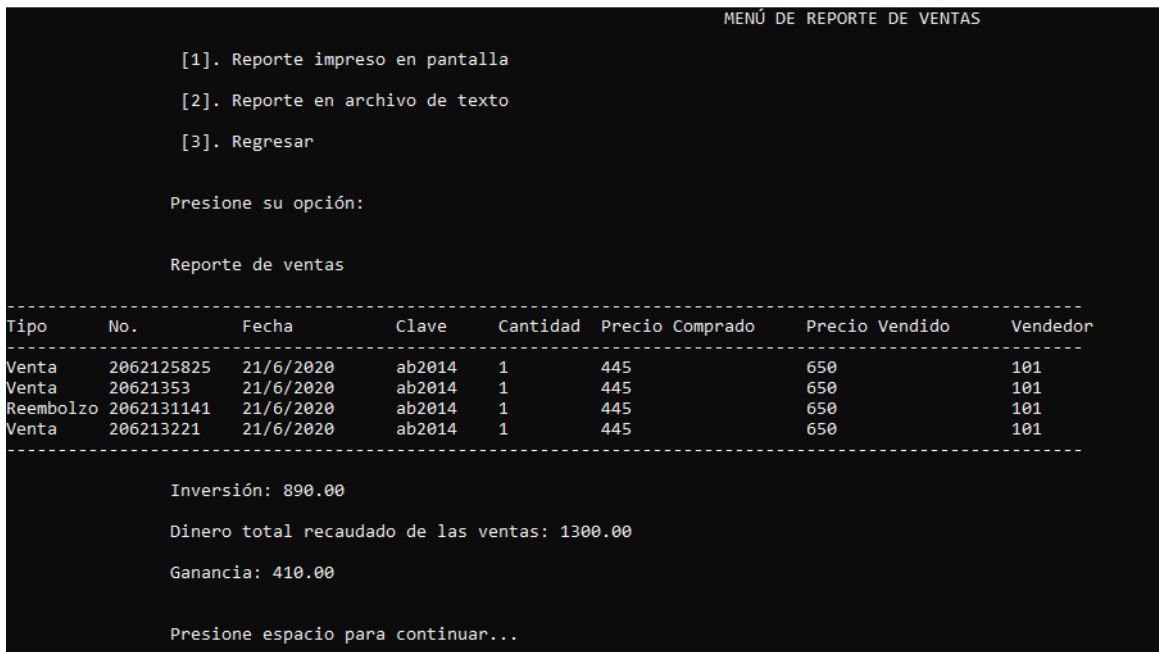 MENÚ DE REPORTE DE VENTAS
[1]. Reporte impreso en pantalla
[2]. Reporte en archivo de texto
[3]. Regresar
Presione su opción:
Reporte de ventas
---------------------------------------------------------------------------------------------------------
Tipo No. Fecha Clave Cantidad Precio Comprado Precio Vendido Vendedor
---------------------------------------------------------------------------------------------------------
Venta 2062125825 21/6/2020 ab2014 1 445 650 101
Venta 20621353 21/6/2020 ab2014 1 445 650 101
Reembolzo 2062131141 21/6/2020 ab2014 1 445 650 101
Venta 206213221 21/6/2020 ab2014 1 445 650 101
---------------------------------------------------------------------------------------------------------
Inversión: 890.00
Dinero total recaudado de las ventas: 1300.00
Ganancia: 410.00
Presione espacio para continuar...